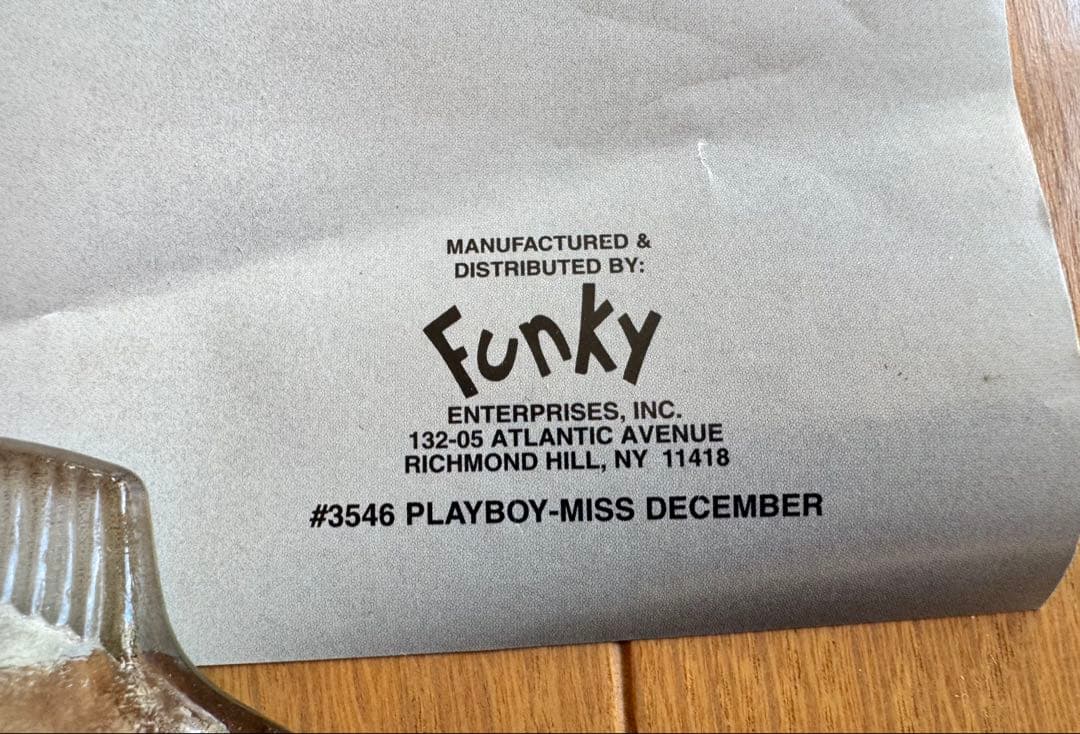 MANUFACTURED &
DISTRIBUTED BY:
Funky
ENTERPRISES, INC.
132-05 ATLANTIC AVENUE
RICHMOND HILL, NY 11418
#3546 PLAYBOY-MISS DECEMBER